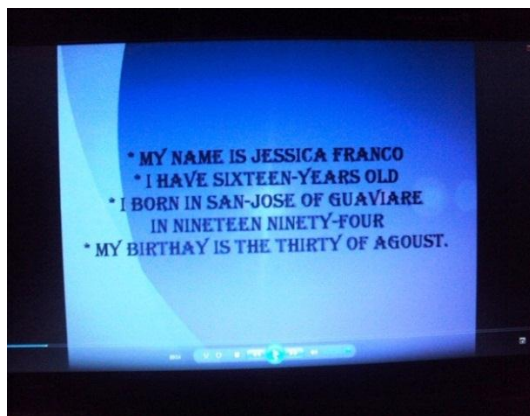 * MY NAME IS JESSICA FRANCO
* I HAVE SIXTEEN-YEARS OLD
* I BORN IN SAN-JOSE OF GUAVIARE
IN NINETEEN NINETY-FOUR
* MY BIRTHAY IS THE THIRTY OF AGOUST.